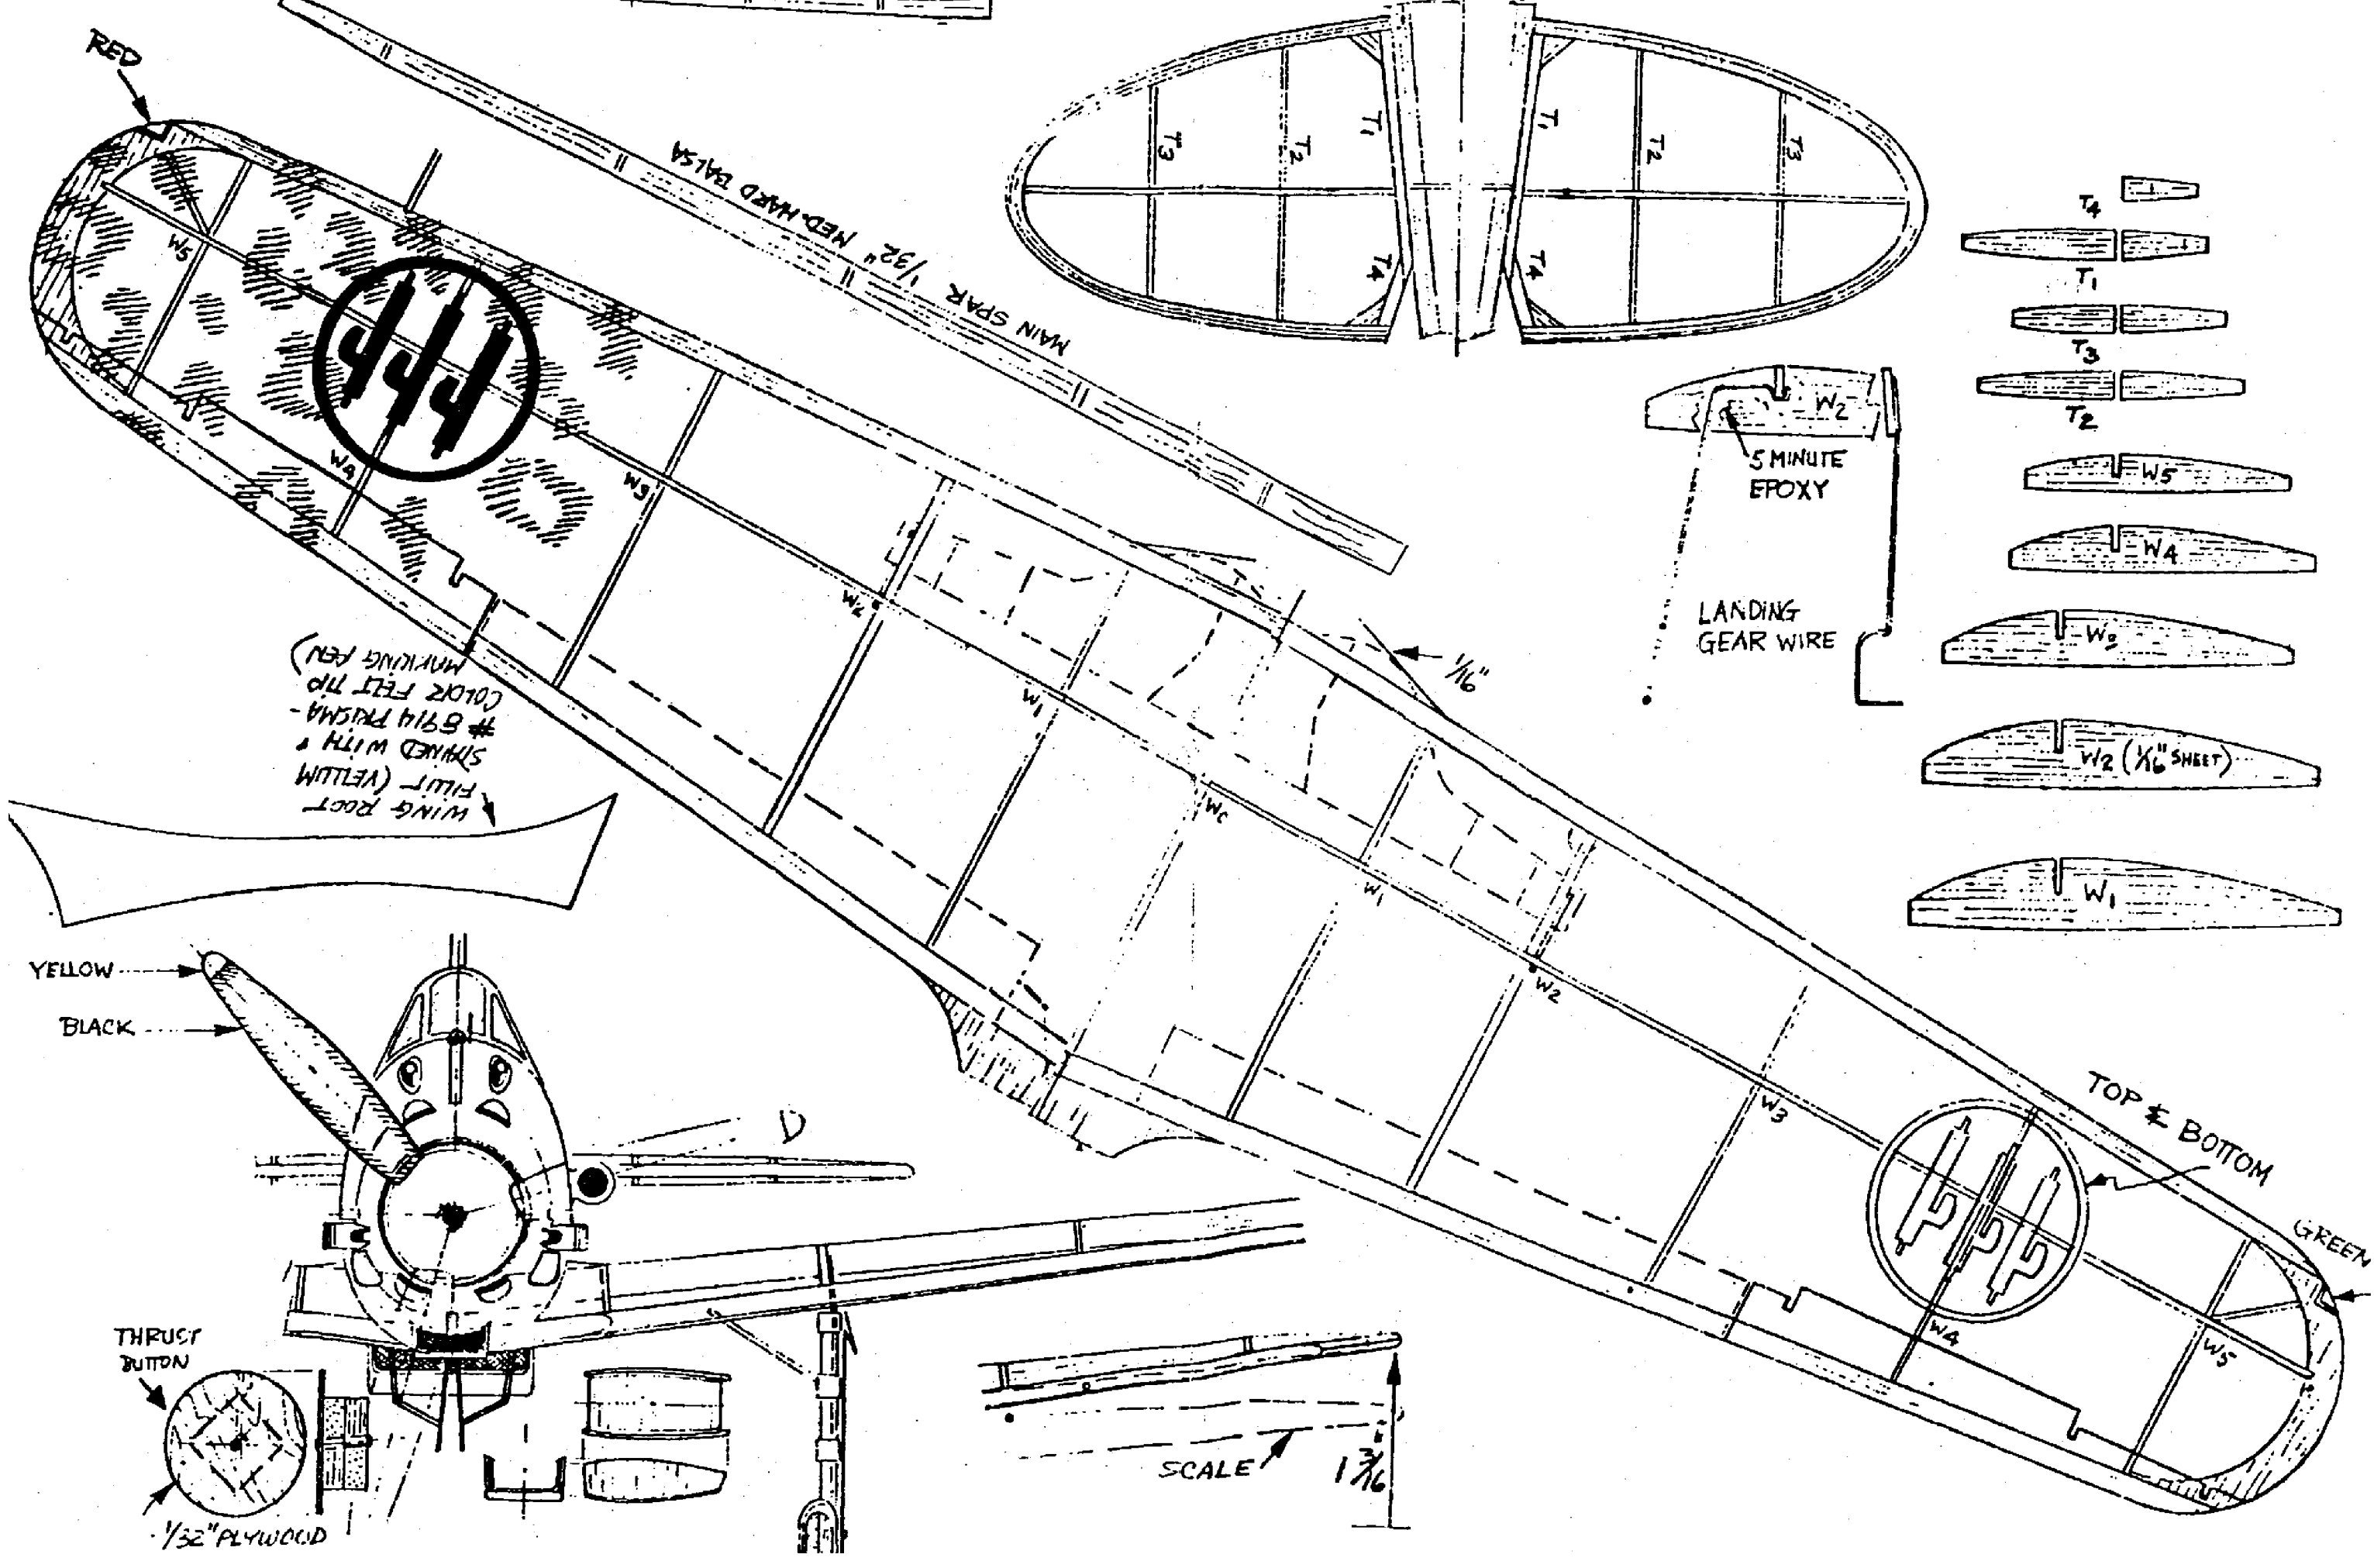 RED
MAIN SPAR 1/32" MED-HARD BALSA
T3
T2
T1
T1
T2
T3
T4
T4
T4
T1
T3
T2
W5
W4
W3
W2 (1/16" SHEET)
W1
W2
5 MINUTE
EPOXY
LANDING
GEAR WIRE
W5
W4
W3
W2
W1
WC
W1
W2
W3
W4
W5
1/16"
WING ROOT
FILLIT (VELLUM
STAINED WITH
# 8914 PRISMA-
COLOR FELT TIP
MARKING PEN)
YELLOW
BLACK
D
THRUST
BUTTON
1/32" PLYWOOD
SCALE
1 3/16
TOP & BOTTOM
GREEN